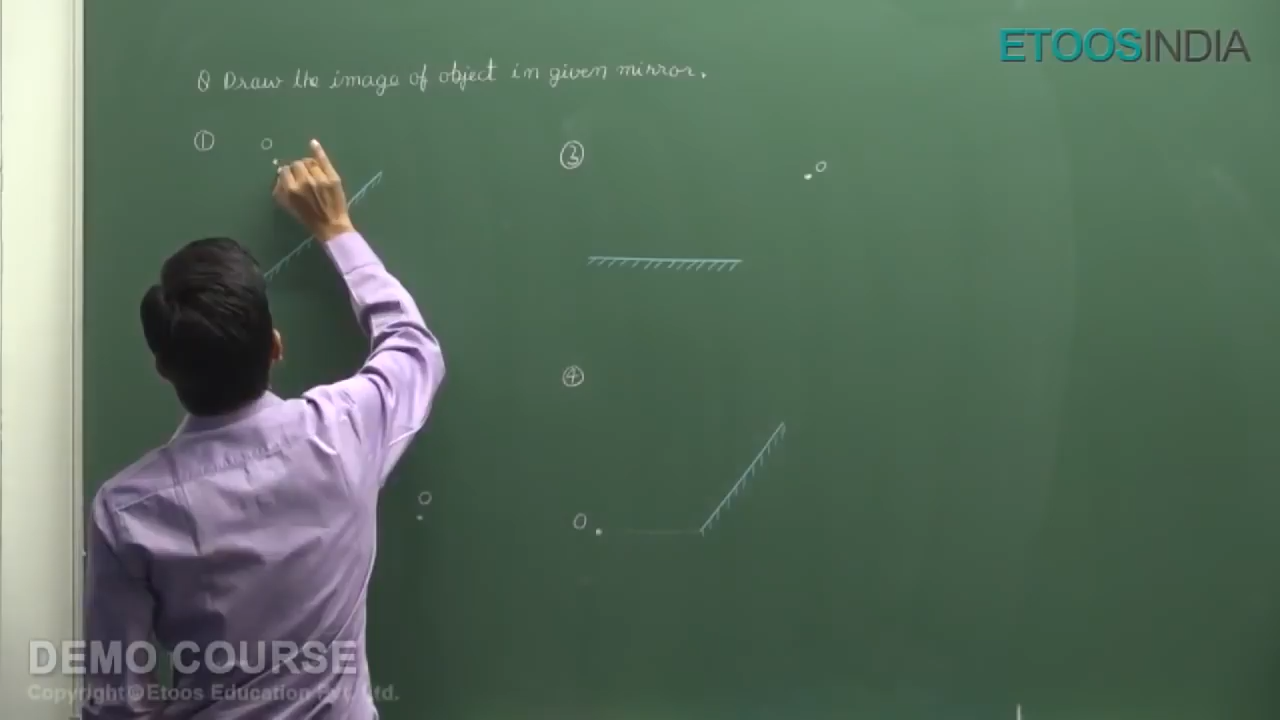 ETOOSINDIA
Q Draw the image of object in given mirror.
① O
③ O
④
O
O
DEMO COURSE
Copyright©Etoos Education Pvt. Ltd.